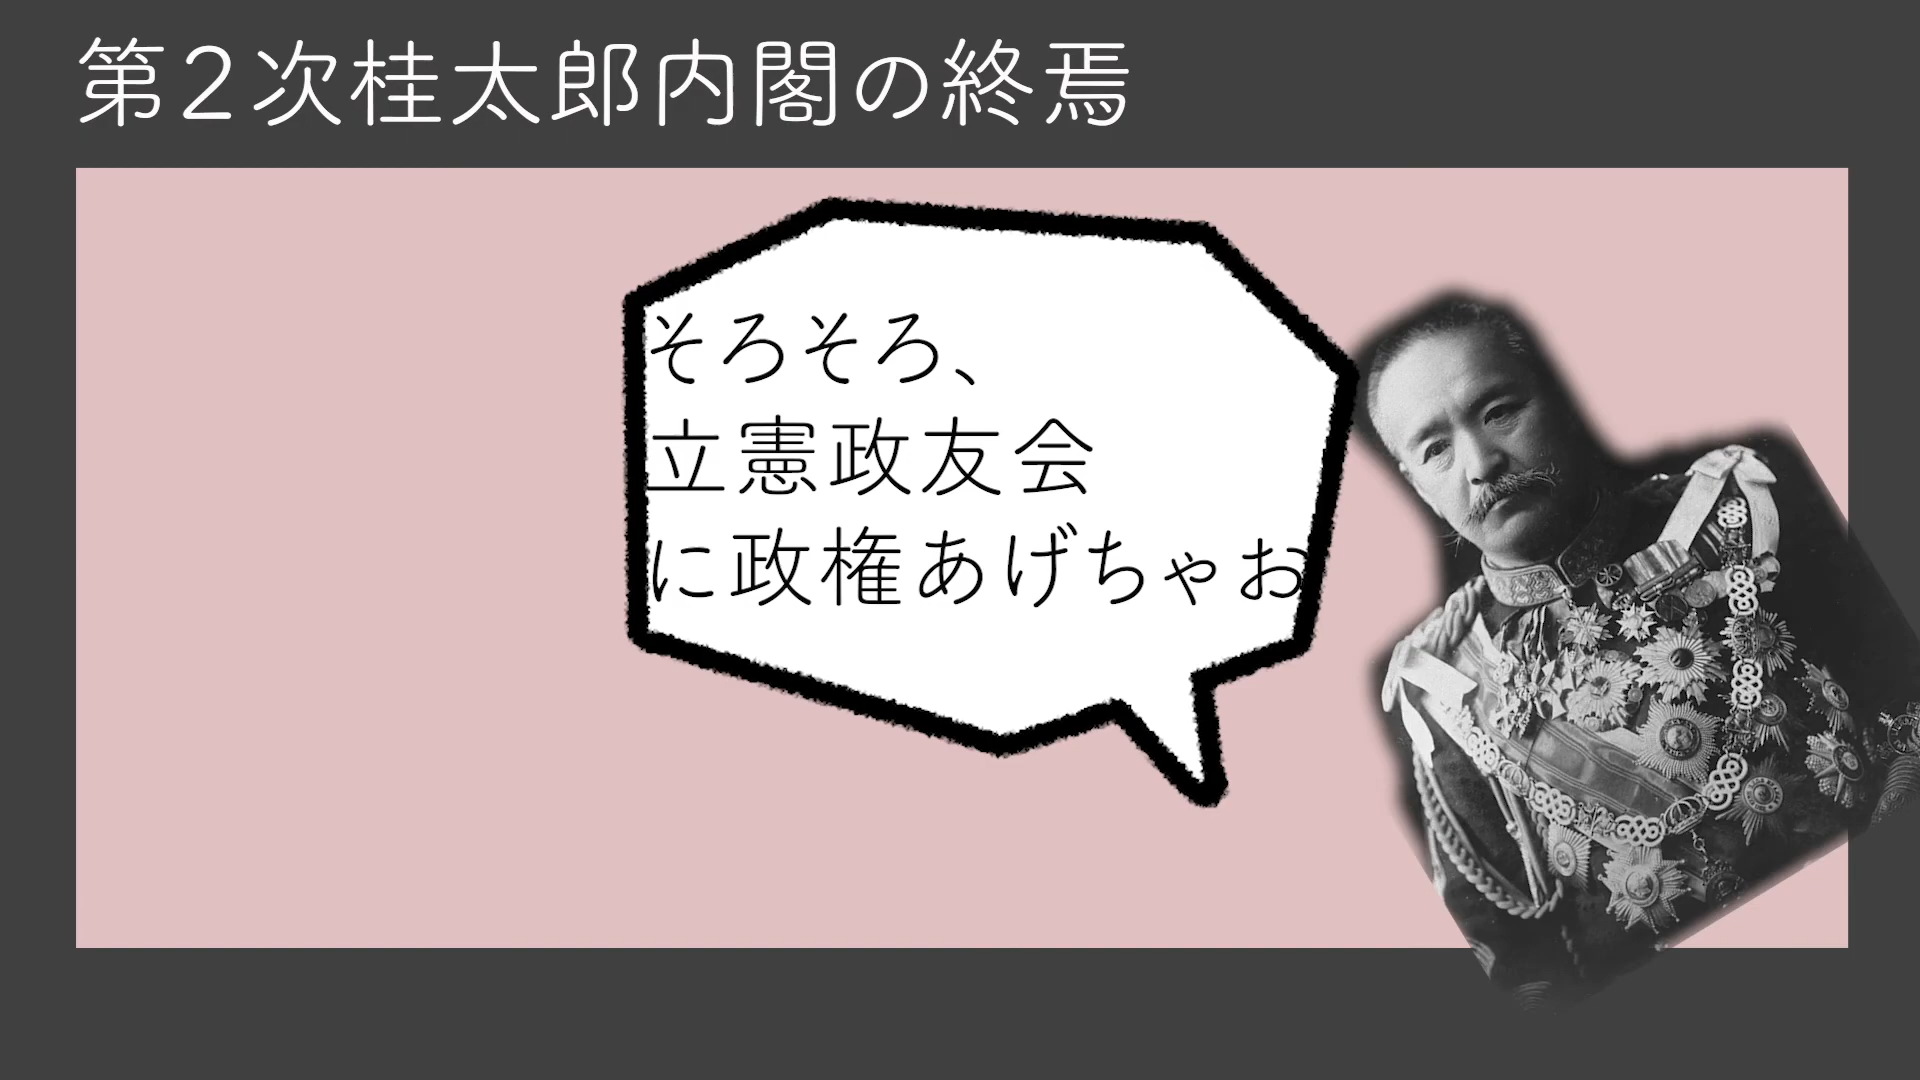 第2次桂太郎内閣の終焉
そろそろ、
立憲政友会
に政権あげちゃお